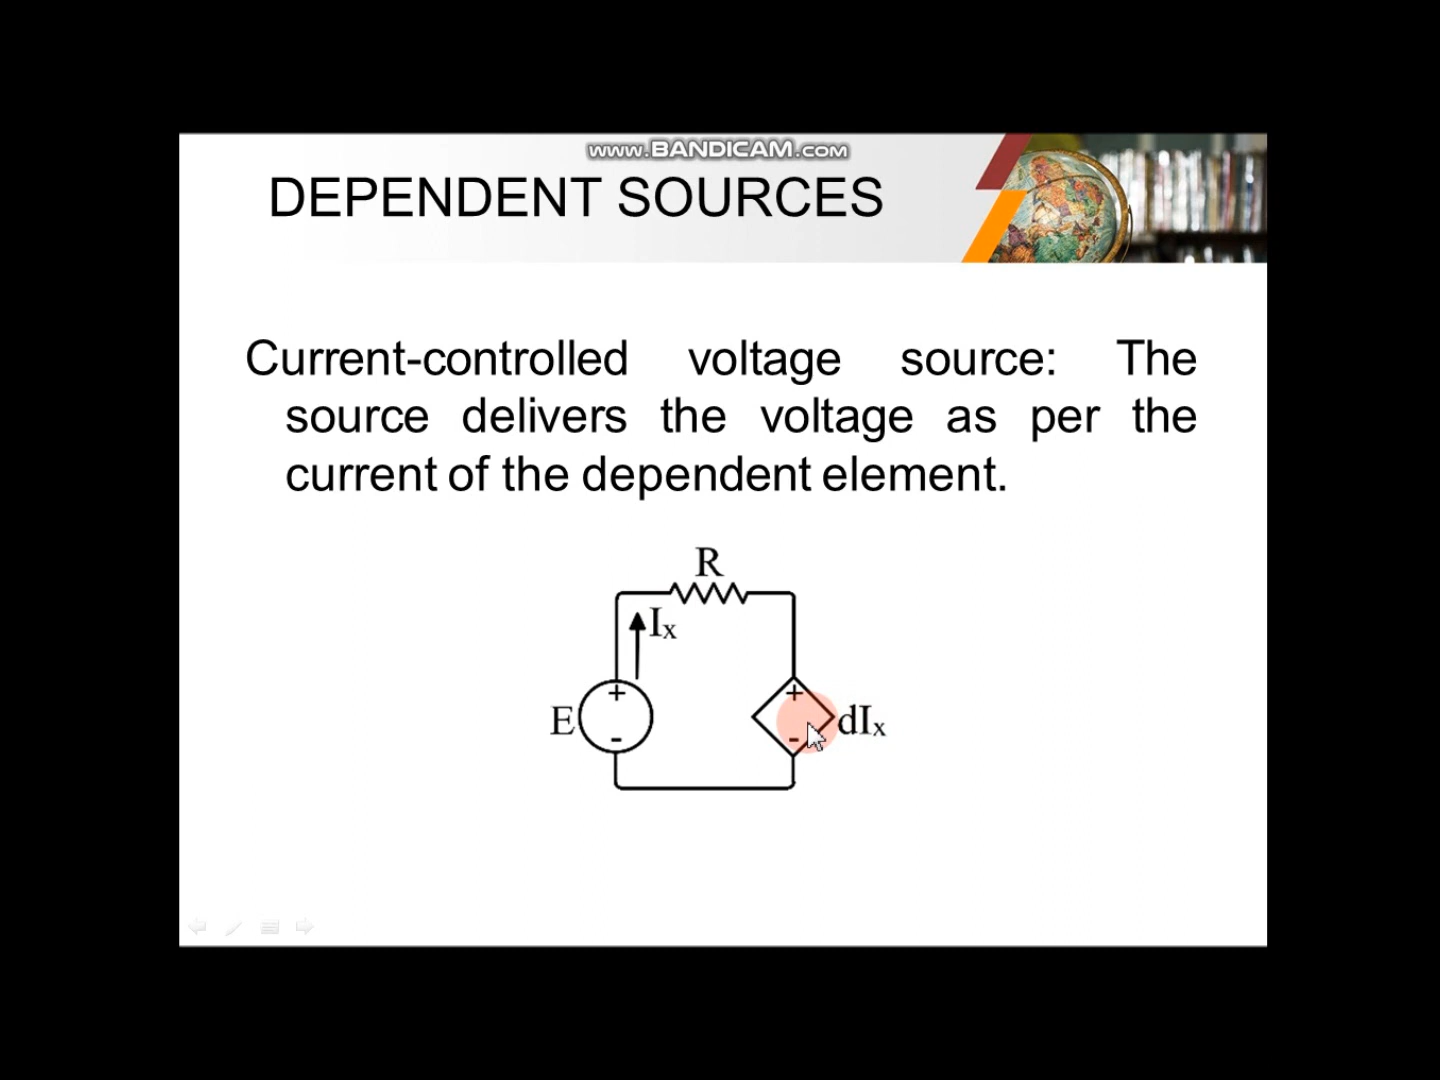 www.BANDICAM.com
DEPENDENT SOURCES
Current-controlled voltage source: The
source delivers the voltage as per the
current of the dependent element.
R
Ix
+
+
E
dIx
-
-